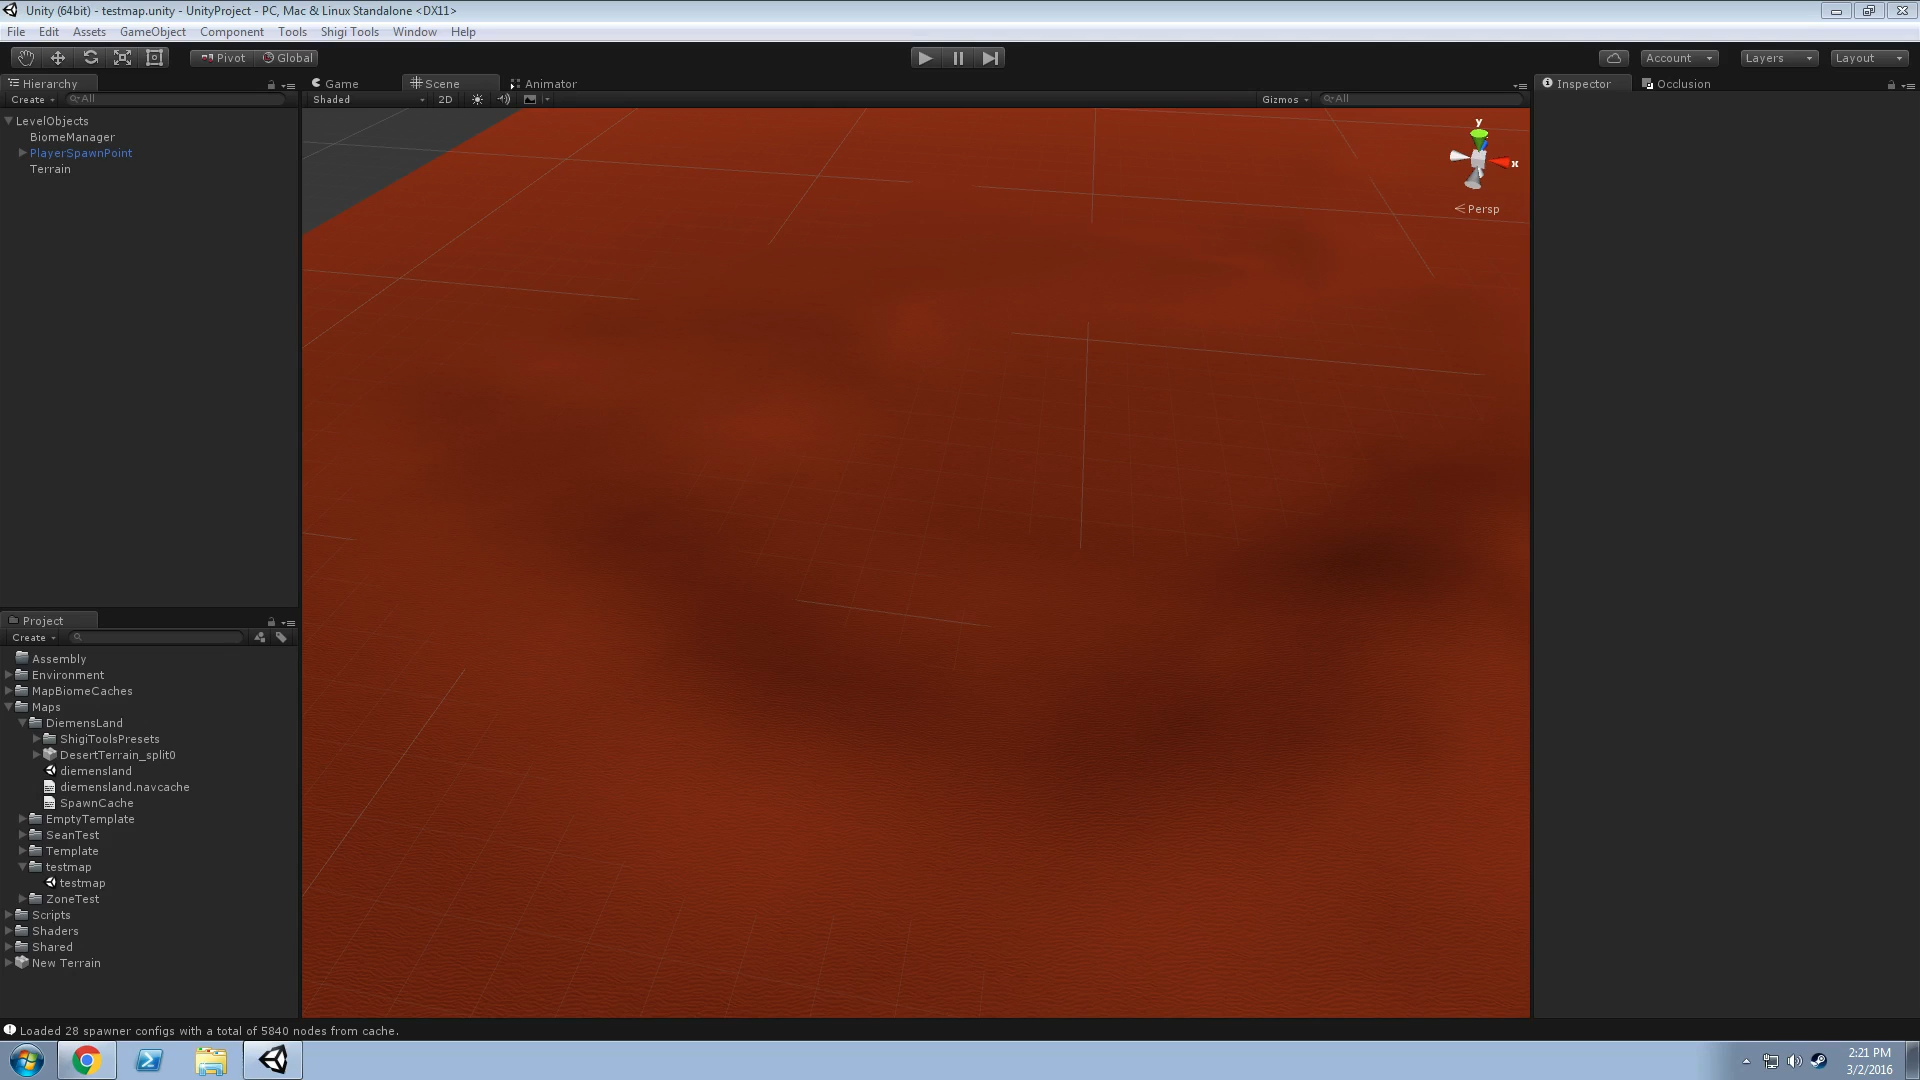 Unity (64bit) - testmap.unity - UnityProject - PC, Mac & Linux Standalone <DX11>
File Edit Assets GameObject Component Tools Shigi Tools Window Help
Pivot Global Account Layers Layout
Hierarchy Game Scene Animator Inspector Occlusion
Create All Shaded 2D Gizmos All
LevelObjects
BiomeManager
PlayerSpawnPoint
Terrain
y
x
Persp
Project
Create
Assembly
Environment
MapBiomeCaches
Maps
DiemensLand
ShigiToolsPresets
DesertTerrain_split0
diemensland
diemensland.navcache
SpawnCache
EmptyTemplate
SeanTest
Template
testmap
testmap
ZoneTest
Scripts
Shaders
Shared
New Terrain
Loaded 28 spawner configs with a total of 5840 nodes from cache.
2:21 PM
3/2/2016